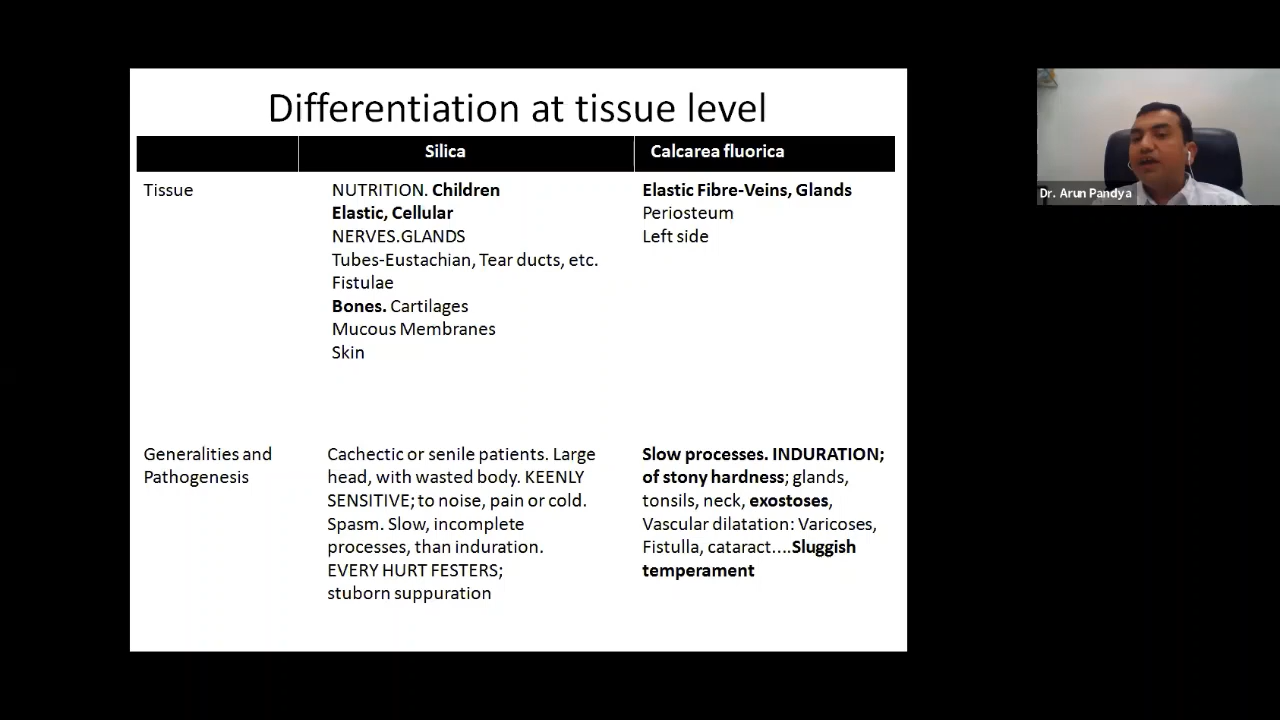 Differentiation at tissue level
Silica
Calcarea fluorica
Tissue
NUTRITION. Children
Elastic, Cellular
NERVES.GLANDS
Tubes-Eustachian, Tear ducts, etc.
Fistulae
Bones. Cartilages
Mucous Membranes
Skin
Elastic Fibre-Veins, Glands
Periosteum
Left side
Generalities and
Pathogenesis
Cachectic or senile patients. Large
head, with wasted body. KEENLY
SENSITIVE; to noise, pain or cold.
Spasm. Slow, incomplete
processes, than induration.
EVERY HURT FESTERS;
stuborn suppuration
Slow processes. INDURATION;
of stony hardness; glands,
tonsils, neck, exostoses,
Vascular dilatation: Varicoses,
Fistulla, cataract....Sluggish
temperament
Dr. Arun Pandya